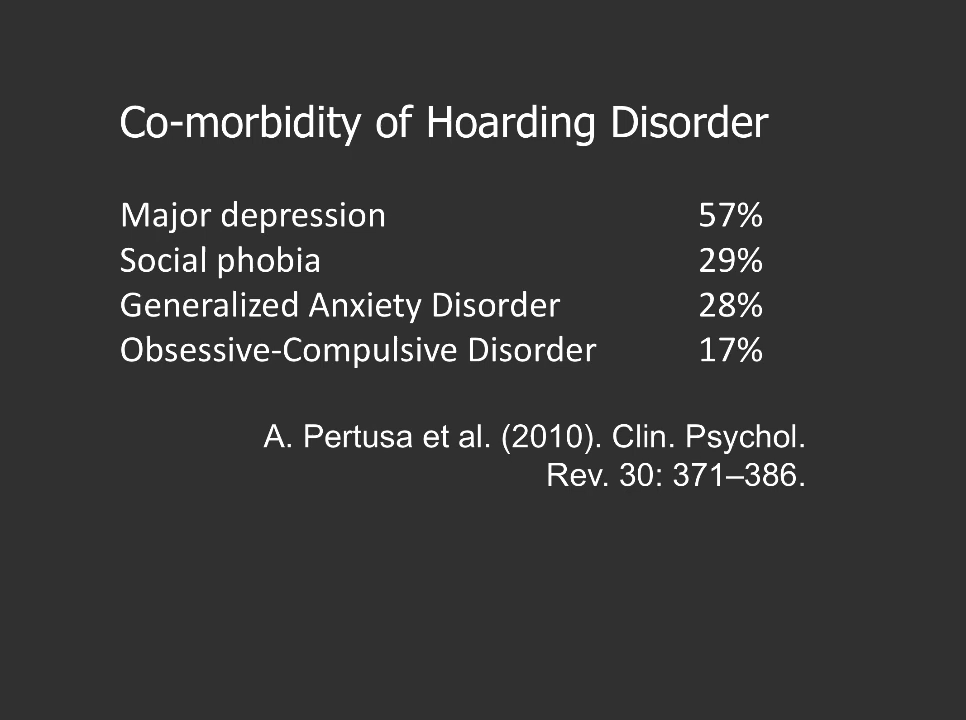 Co-morbidity of Hoarding Disorder
Major depression 57%
Social phobia 29%
Generalized Anxiety Disorder 28%
Obsessive-Compulsive Disorder 17%
A. Pertusa et al. (2010). Clin. Psychol.
Rev. 30: 371–386.